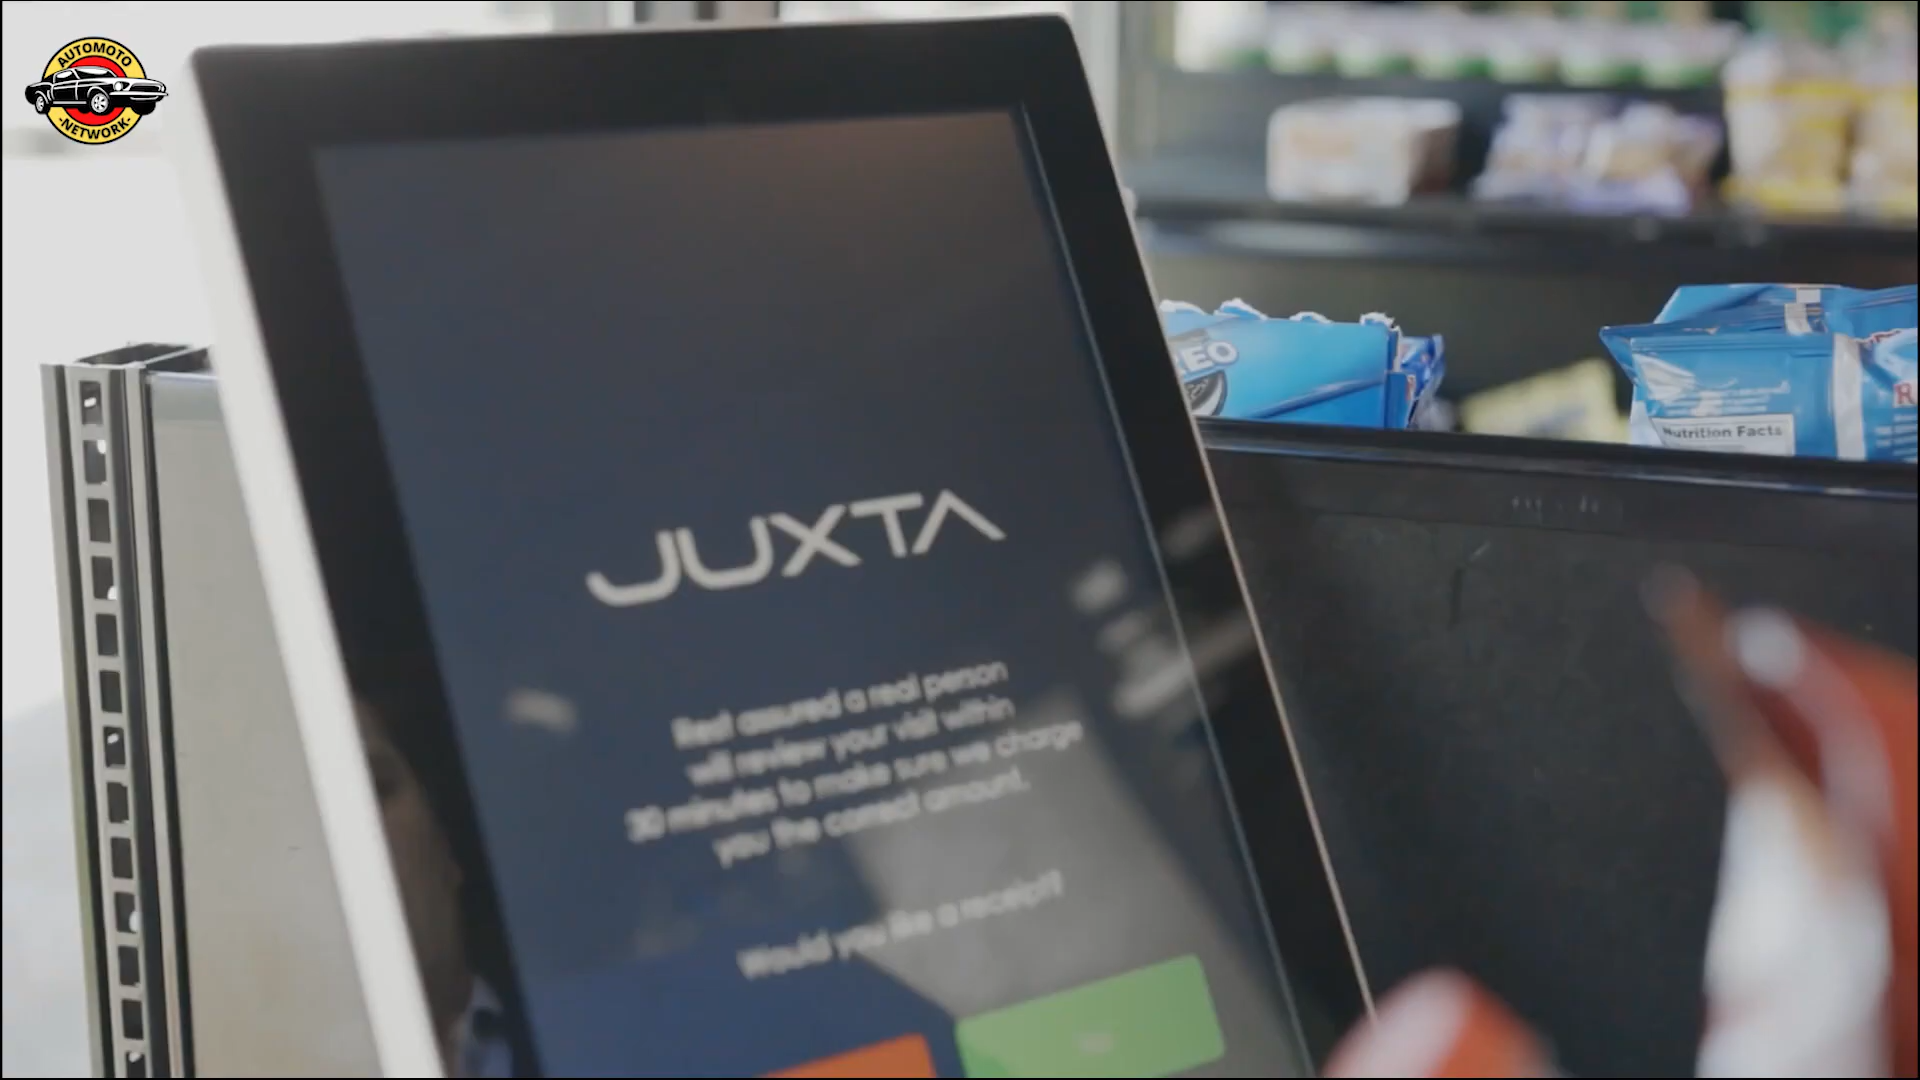 AUTOMOTO
-NETWORK-
JUXTA
Rest assured a real person
will review your visit within
30 minutes to make sure we charge
you the correct amount.
Would you like a receipt?
REO
Nutrition Facts
R